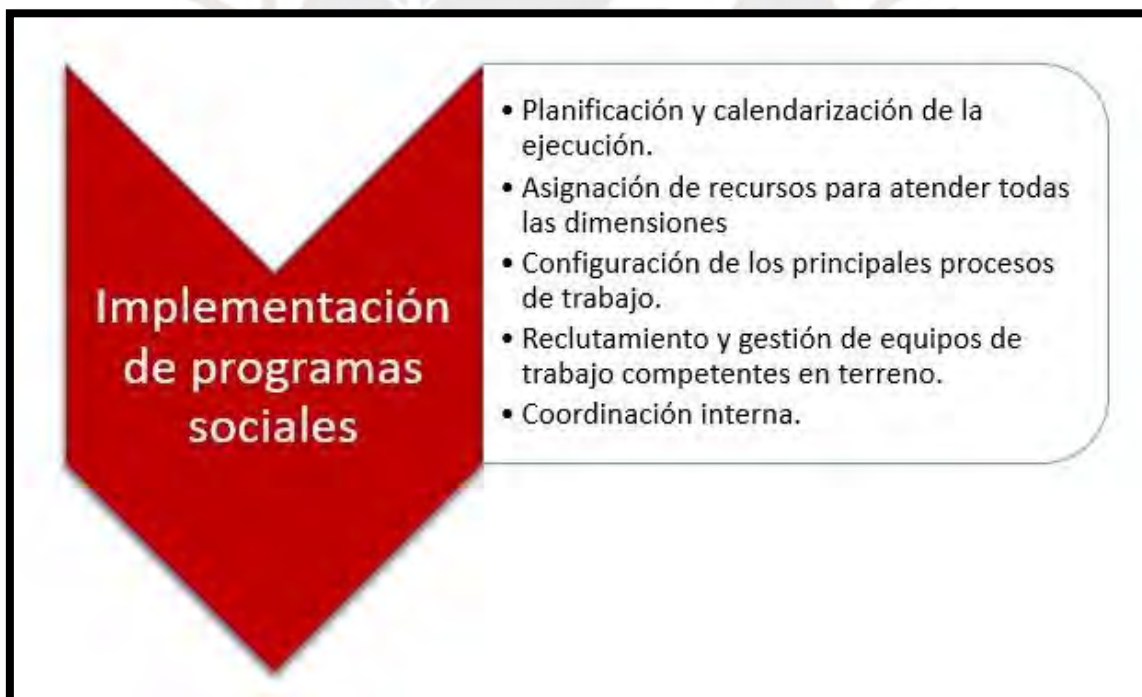 Implementación
de programas
sociales
• Planificación y calendarización de la
ejecución.
• Asignación de recursos para atender todas
las dimensiones
• Configuración de los principales procesos
de trabajo.
• Reclutamiento y gestión de equipos de
trabajo competentes en terreno.
• Coordinación interna.